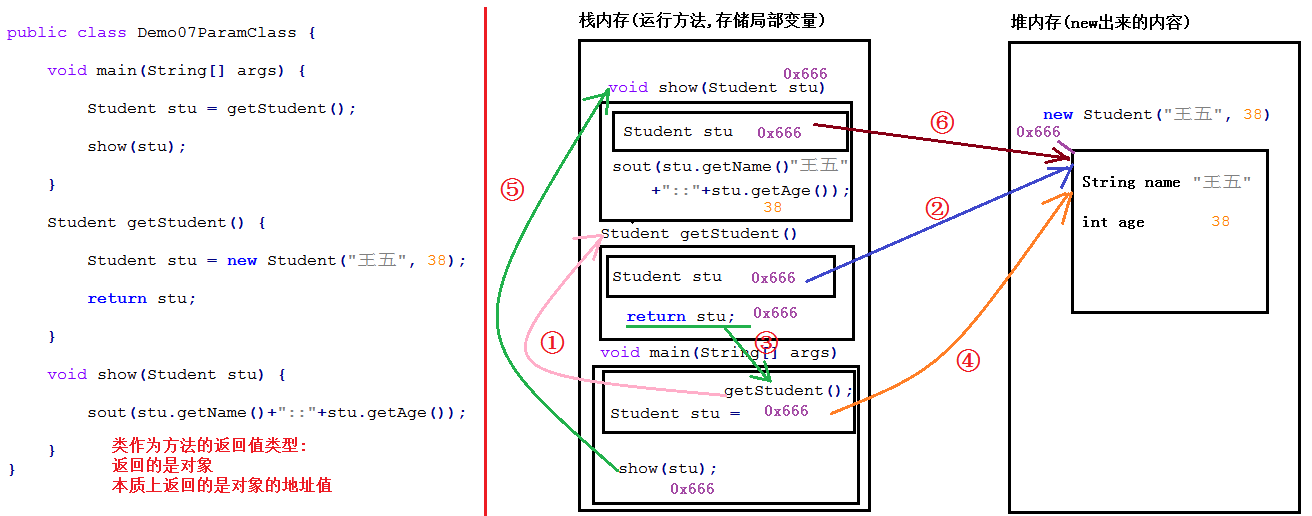 public class Demo07ParamClass {
void main(String[] args) {
Student stu = getStudent();
show(stu);
}
Student getStudent() {
Student stu = new Student("王五", 38);
return stu;
}
void show(Student stu) {
sout(stu.getName()+"::"+stu.getAge());
}
}
类作为方法的返回值类型:
返回的是对象
本质上返回的是对象的地址值
栈内存(运行方法,存储局部变量)
0x666
void show(Student stu)
Student stu 0x666
sout(stu.getName()"王五"
+"::"+stu.getAge());
38
Student getStudent()
Student stu 0x666
return stu; 0x666
void main(String[] args)
getStudent();
Student stu = 0x666
show(stu);
0x666
①
②
③
④
⑤
⑥
堆内存(new出来的内容)
new Student("王五", 38)
0x666
String name "王五"
int age 38